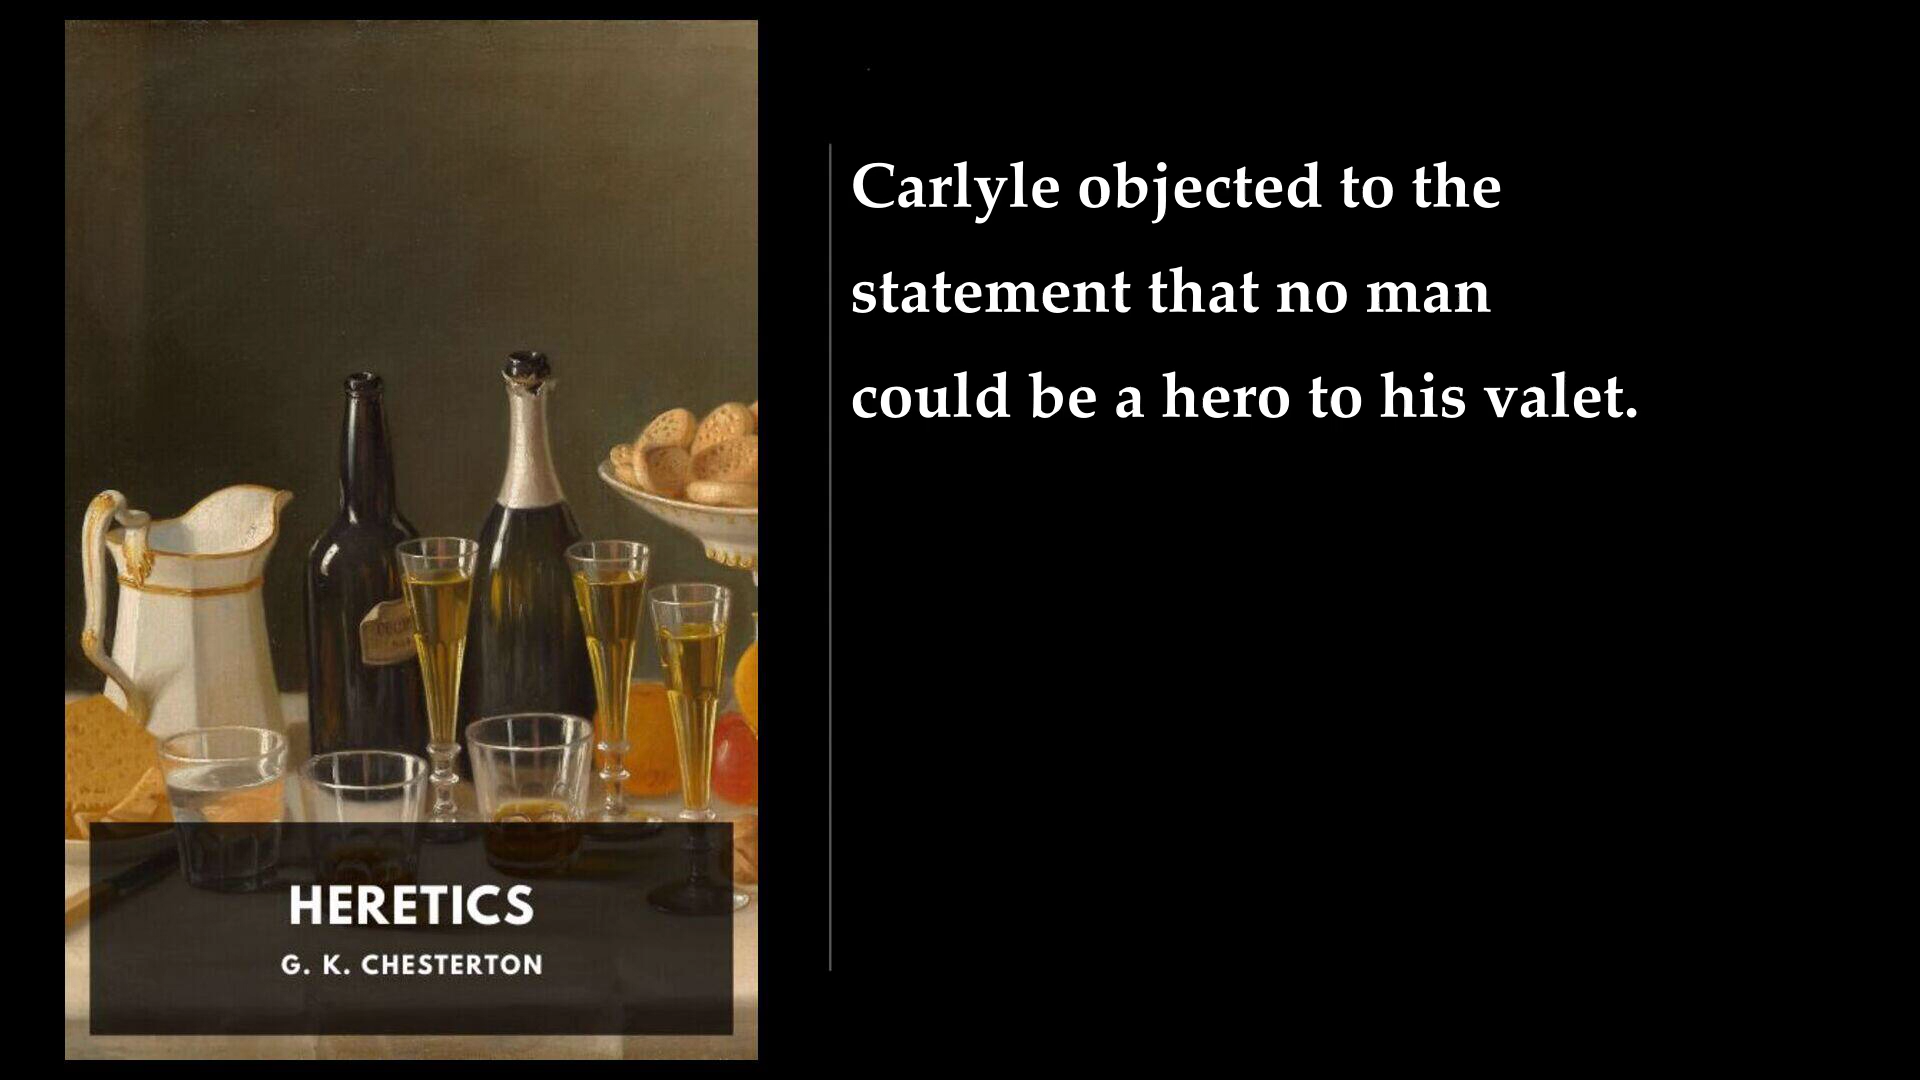 Carlyle objected to the
statement that no man
could be a hero to his valet.
HERETICS
G. K. CHESTERTON